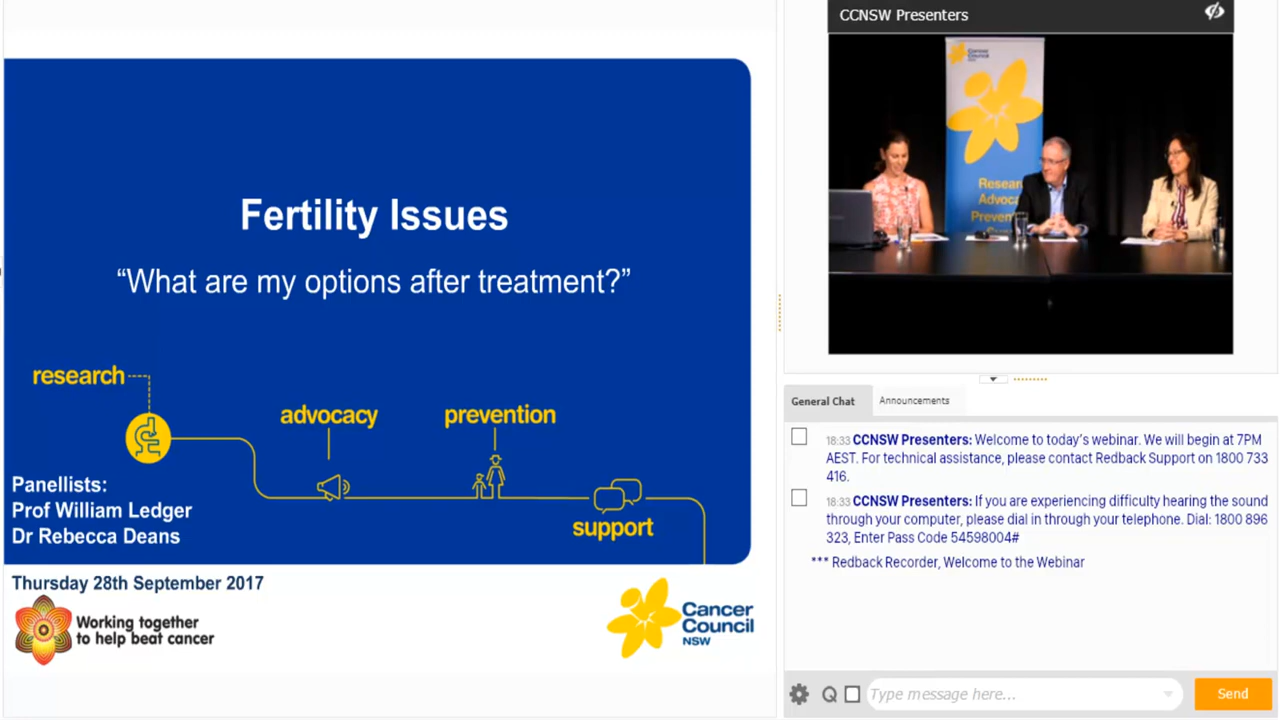 Fertility Issues
“What are my options after treatment?”
research
advocacy
prevention
support
Panellists:
Prof William Ledger
Dr Rebecca Deans
Thursday 28th September 2017
Working together
to help beat cancer
Cancer
Council
NSW
CCNSW Presenters
Cancer
Council
General Chat
Announcements
18:33 CCNSW Presenters: Welcome to today's webinar. We will begin at 7PM
AEST. For technical assistance, please contact Redback Support on 1800 733
416.
18:33 CCNSW Presenters: If you are experiencing difficulty hearing the sound
through your computer, please dial in through your telephone. Dial: 1800 896
323, Enter Pass Code 54598004#
*** Redback Recorder, Welcome to the Webinar
Q
Type message here...
Send